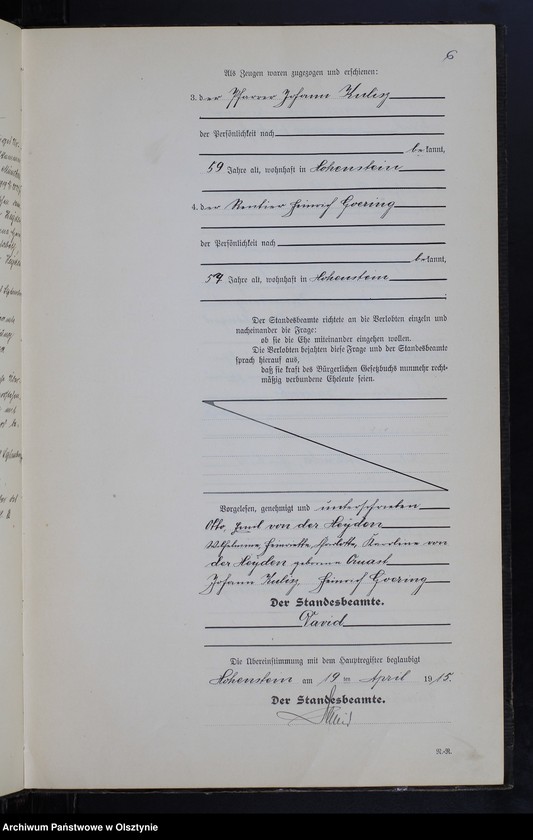 6
Als Zeugen waren zugezogen und erschienen:
3. der Pfarrer Johann Kulisz
der Persönlichkeit nach
bekannt,
59 Jahre alt, wohnhaft in Hohenstein
4. der Rentier Heinrich Goering
der Persönlichkeit nach
bekannt,
57 Jahre alt, wohnhaft in Hohenstein
Der Standesbeamte richtete an die Verlobten einzeln und
nacheinander die Frage:
ob sie die Ehe miteinander eingehen wollen.
Die Verlobten bejahten diese Frage und der Standesbeamte
sprach hierauf aus,
daß sie kraft des Bürgerlichen Gesetzbuchs nunmehr recht-
mäßig verbundene Eheleute seien.
Vorgelesen, genehmigt und unterschrieben
Otto, von der Heyden
Wilhelmine, Henriette, Charlotte, Karoline von
der Heyden geborene
Johann Kulisz Heinrich Goering
Der Standesbeamte.
David
Die Übereinstimmung mit dem Hauptregister beglaubigt
Hohenstein am 19 ten April 1915.
Der Standesbeamte.
David
R.-R.
Archiwum Państwowe w Olsztynie